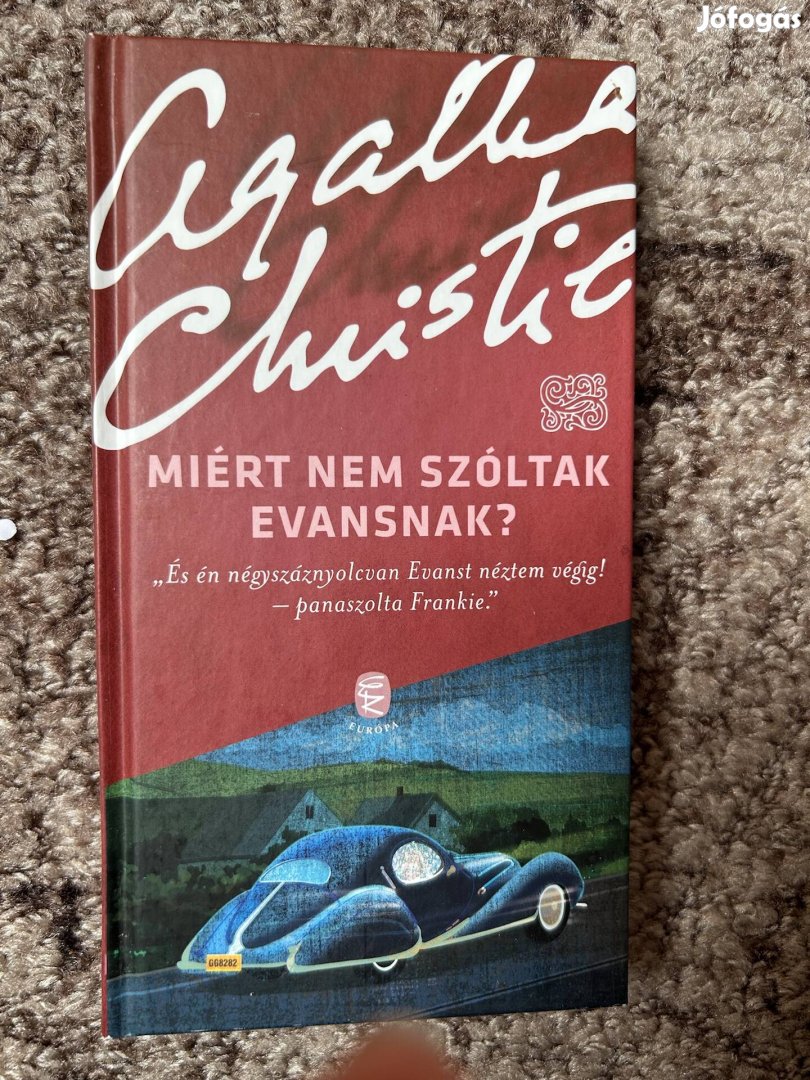 Jófogás
Agatha
Christie
MIÉRT NEM SZÓLTAK
EVANSNAK?
„És én négyszáznyolcvan Evanst néztem végig!
— panaszolta Frankie.”
EURÓPA
GG8282